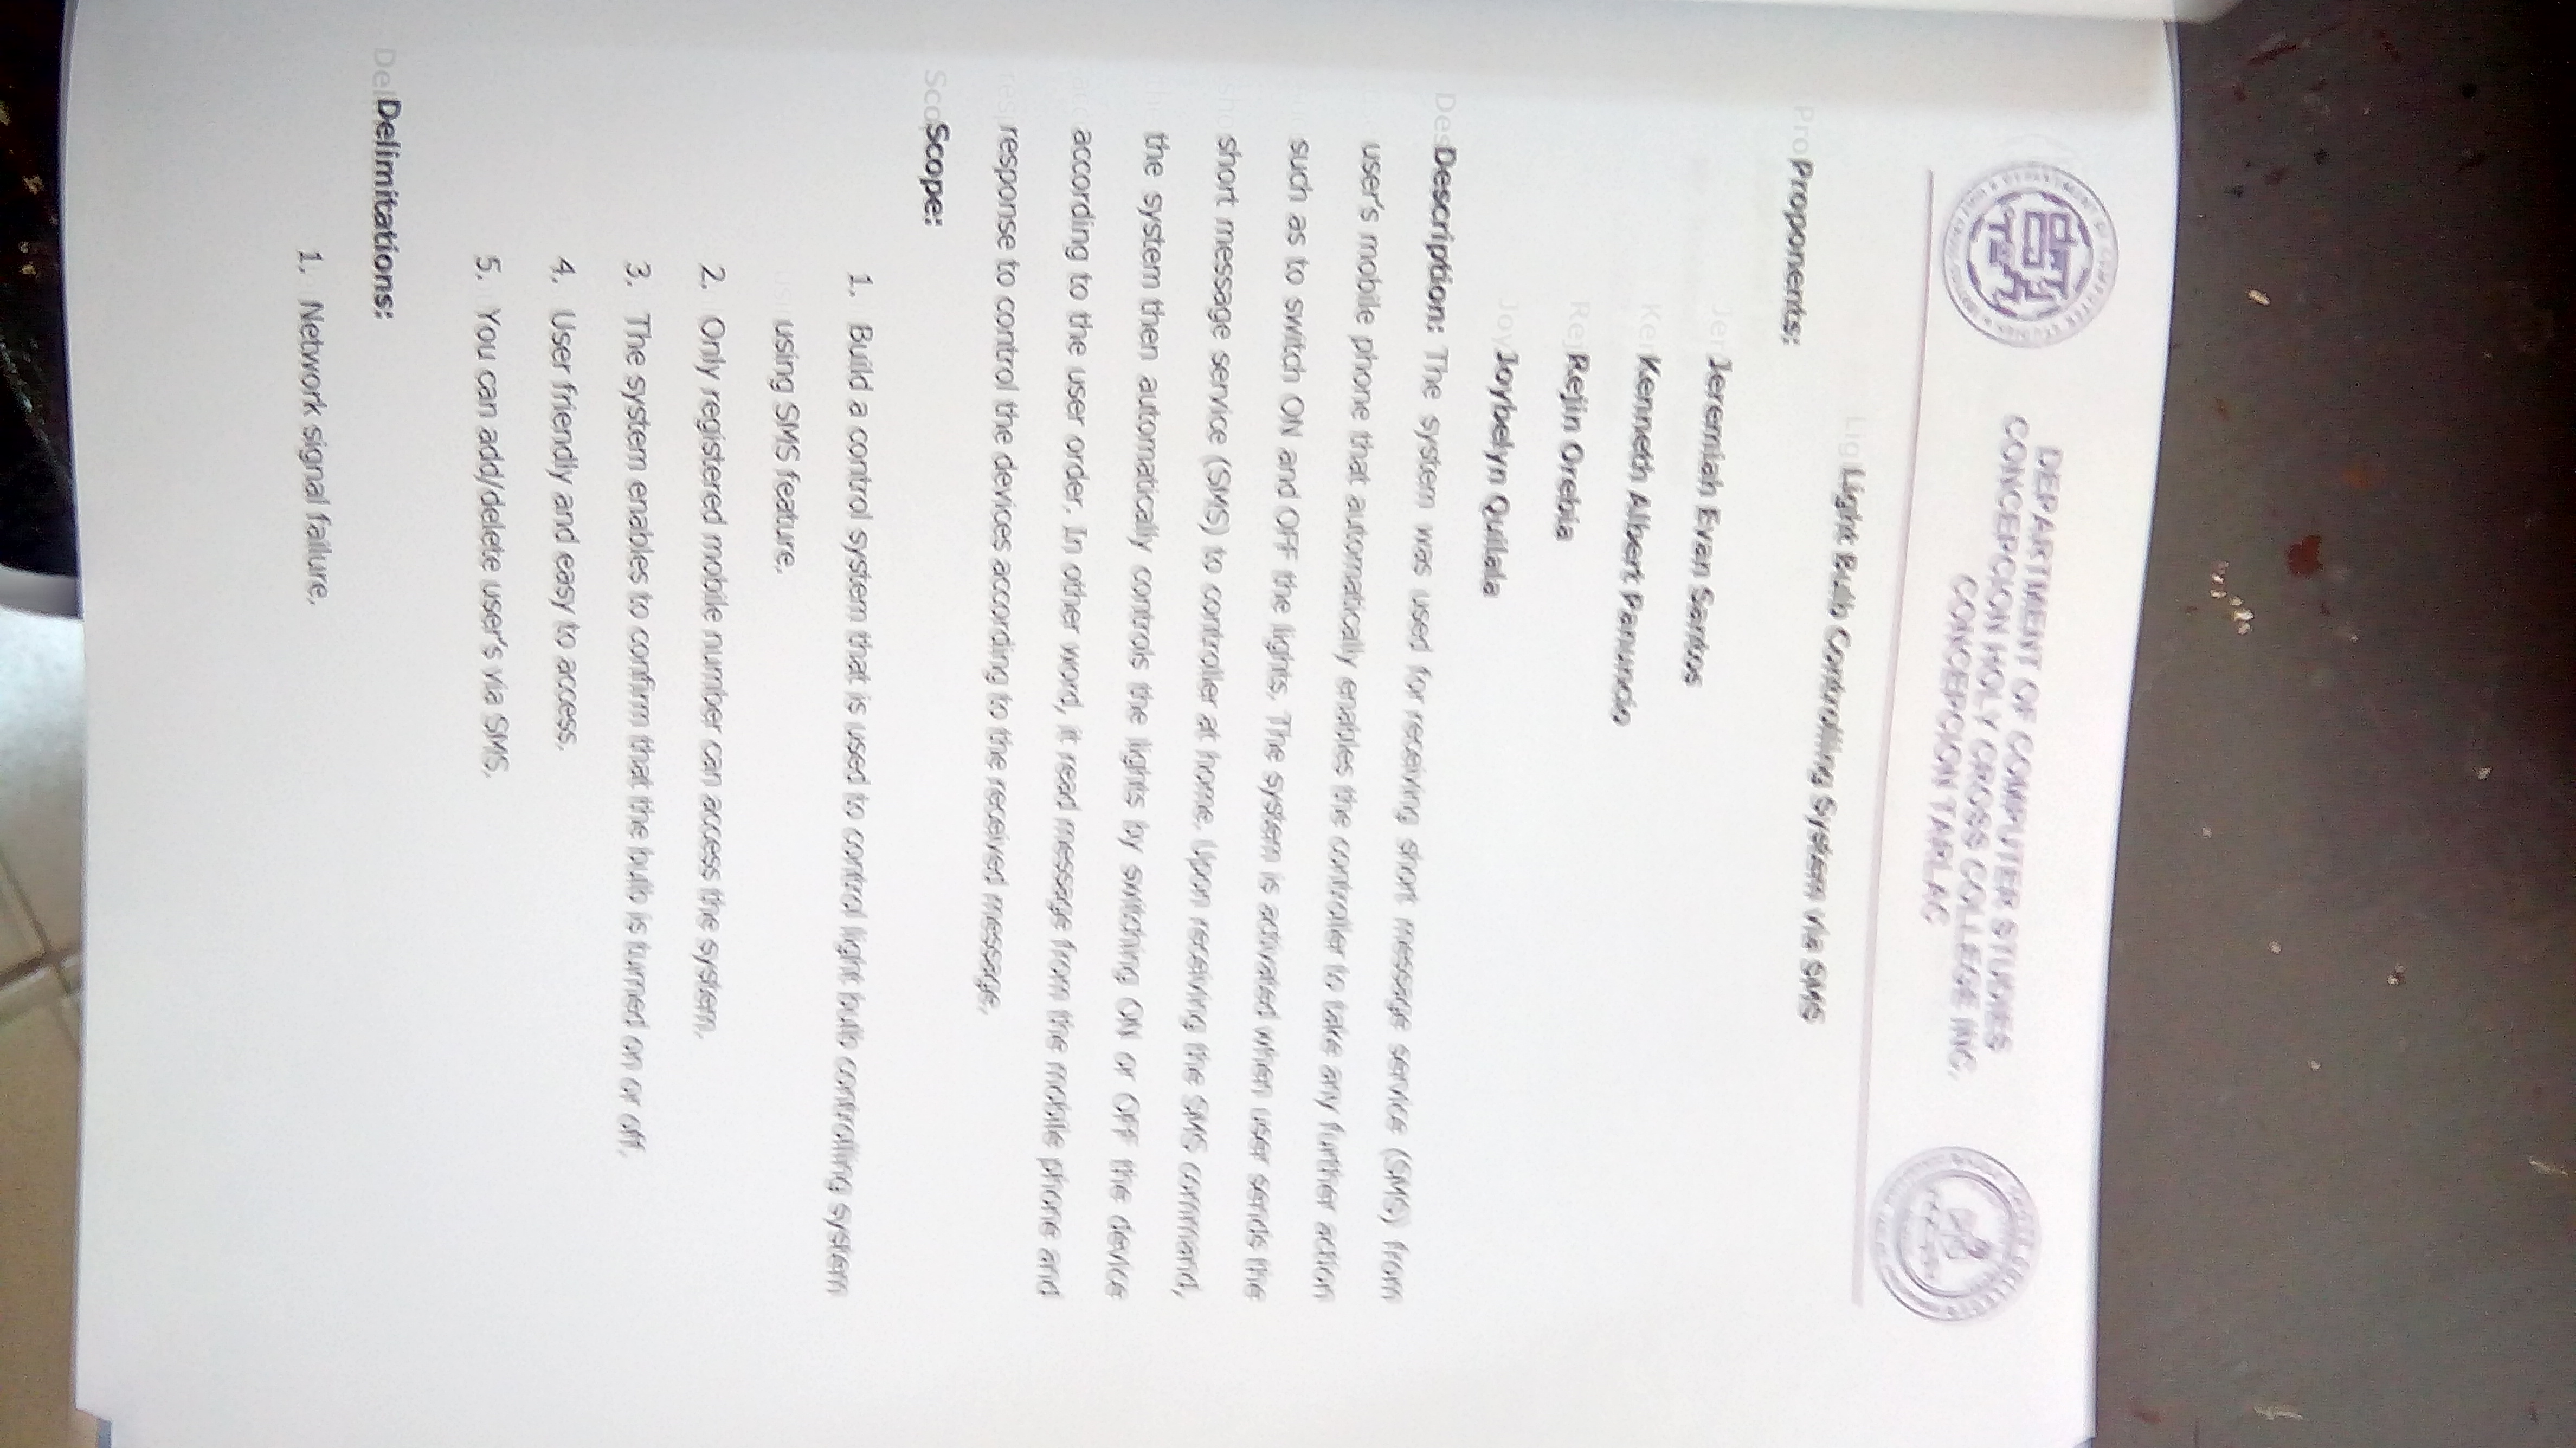 DEPARTMENT OF COMPUTER STUDIES
CONCEPCION HOLY CROSS COLLEGE INC.
CONCEPCION TARLAC
Light Bulb Controlling System via SMS
Proponents:
Jeremiah Evan Santos
Kenneth Albert Panuncio
Rejin Orebia
Joybelyn Quilala
Description: The system was used for receiving short message service (SMS) from
user's mobile phone that automatically enables the controller to take any further action
such as to switch ON and OFF the lights. The system is activated when user sends the
short message service (SMS) to controller at home. Upon receiving the SMS command,
the system then automatically controls the lights by switching ON or OFF the device
according to the user order. In other word, it read message from the mobile phone and
response to control the devices according to the received message.
Scope:
1. Build a control system that is used to control light bulb controlling system
using SMS feature.
2. Only registered mobile number can access the system.
3. The system enables to confirm that the bulb is turned on or off.
4. User friendly and easy to access.
5. You can add/delete user's via SMS.
Delimitations:
1. Network signal failure.